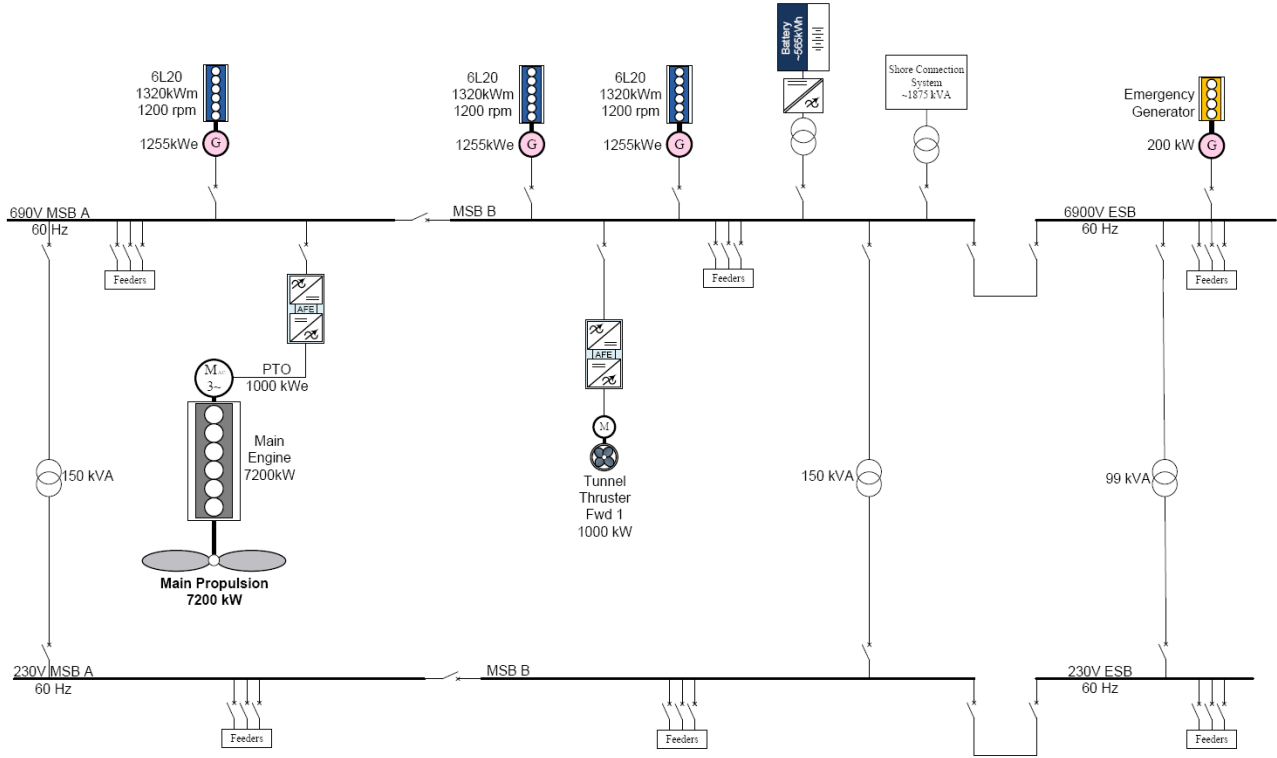 Battery
~565kWh
6L20
1320kWm
1200 rpm
1255kWe
G
6L20
1320kWm
1200 rpm
1255kWe
G
6L20
1320kWm
1200 rpm
1255kWe
G
Shore Connection
System
~1875 kVA
Emergency
Generator
200 kW
G
690V MSB A
60 Hz
MSB B
6900V ESB
60 Hz
Feeders
Feeders
Feeders
AFE
AFE
M AC
3~
PTO
1000 kWe
Main
Engine
7200kW
M
Tunnel
Thruster
Fwd 1
1000 kW
150 kVA
150 kVA
99 kVA
Main Propulsion
7200 kW
230V MSB A
60 Hz
MSB B
230V ESB
60 Hz
Feeders
Feeders
Feeders